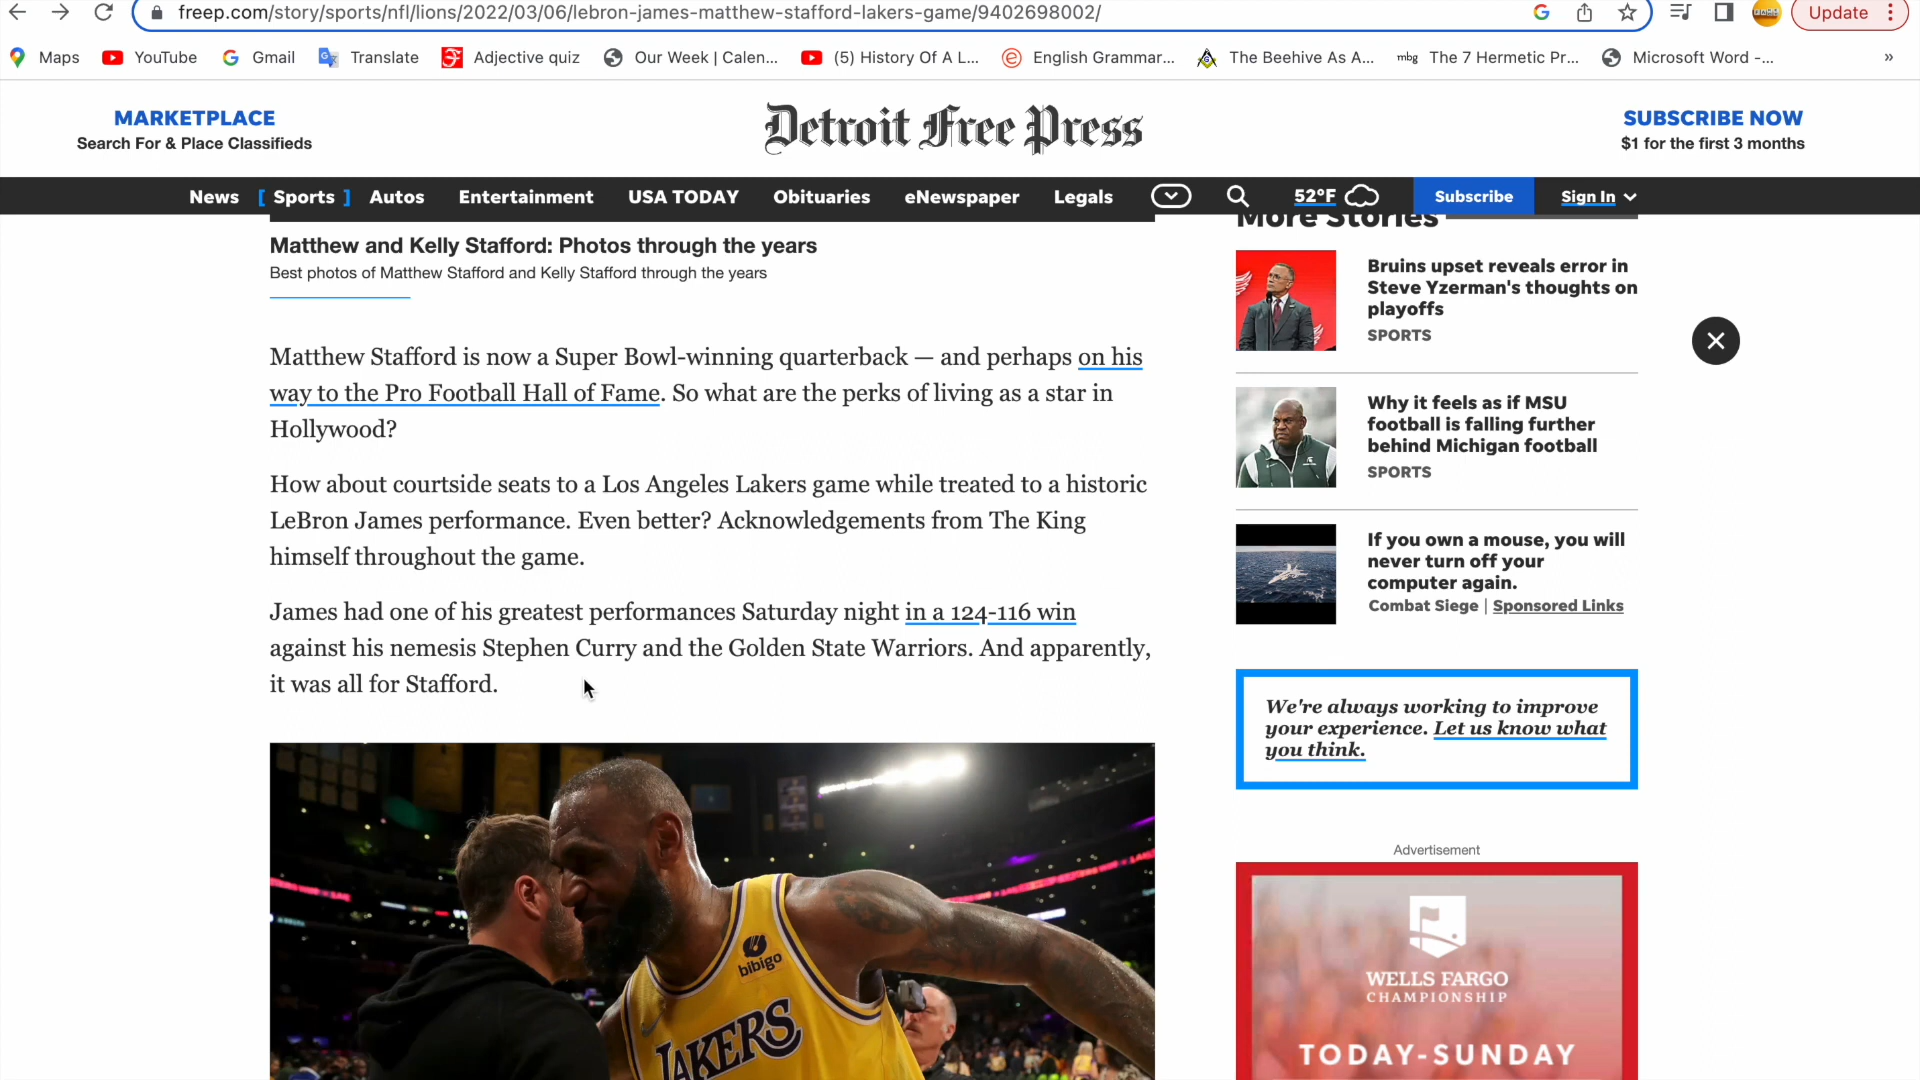 freep.com/story/sports/nfl/lions/2022/03/06/lebron-james-matthew-stafford-lakers-game/9402698002/
Update
Maps
YouTube
Gmail
Translate
Adjective quiz
Our Week | Calen...
(5) History Of A L...
English Grammar...
The Beehive As A...
mbg
The 7 Hermetic Pr...
Microsoft Word -...
»
MARKETPLACE
Search For & Place Classifieds
Detroit Free Press
SUBSCRIBE NOW
$1 for the first 3 months
News [ Sports ] Autos Entertainment USA TODAY Obituaries eNewspaper Legals 52°F Subscribe Sign In
Matthew and Kelly Stafford: Photos through the years
Best photos of Matthew Stafford and Kelly Stafford through the years
Matthew Stafford is now a Super Bowl-winning quarterback — and perhaps on his
way to the Pro Football Hall of Fame. So what are the perks of living as a star in
Hollywood?
How about courtside seats to a Los Angeles Lakers game while treated to a historic
LeBron James performance. Even better? Acknowledgements from The King
himself throughout the game.
James had one of his greatest performances Saturday night in a 124-116 win
against his nemesis Stephen Curry and the Golden State Warriors. And apparently,
it was all for Stafford.
bibigo
LAKERS
More Stories
Bruins upset reveals error in
Steve Yzerman's thoughts on
playoffs
SPORTS
Why it feels as if MSU
football is falling further
behind Michigan football
SPORTS
If you own a mouse, you will
never turn off your
computer again.
Combat Siege | Sponsored Links
We're always working to improve
your experience. Let us know what
you think.
Advertisement
WELLS FARGO
CHAMPIONSHIP
TODAY-SUNDAY